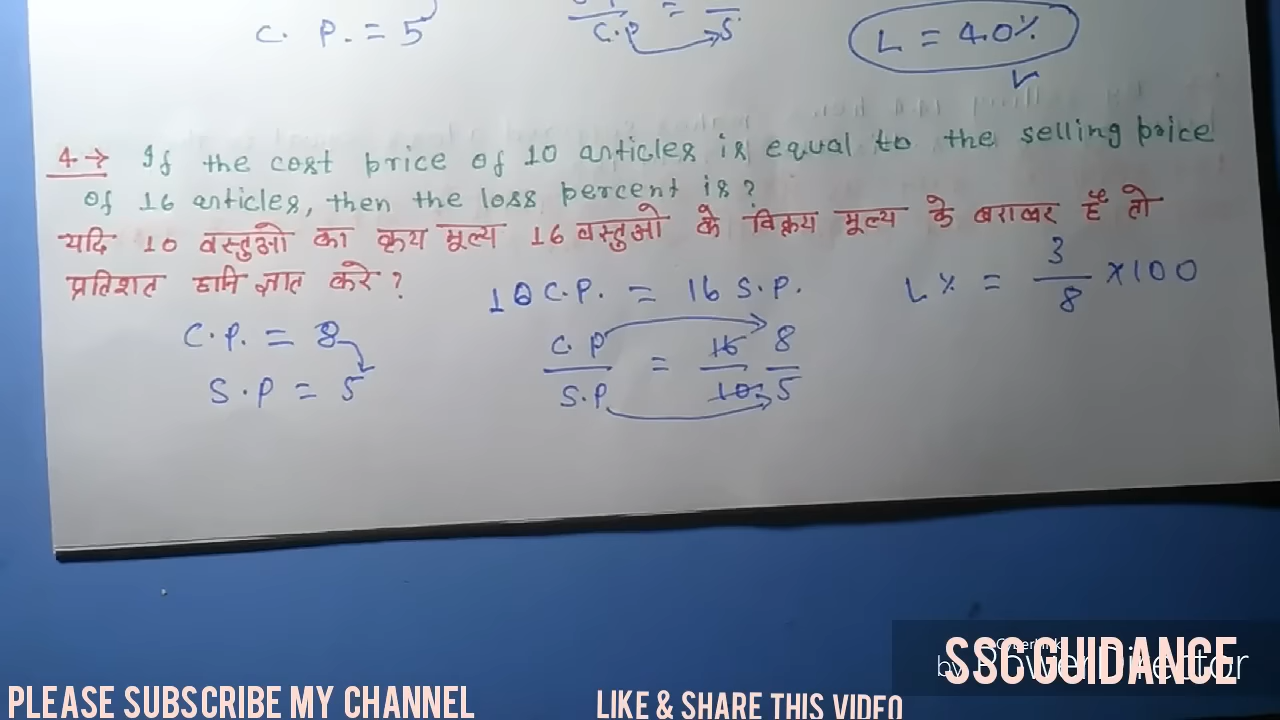 C. P. = 5
C.P = 5
L = 40%
4→ If the cost price of 10 articles is equal to the selling price
of 16 articles, then the loss percent is?
यदि 10 वस्तुओ का क्रय मूल्य 16 वस्तुओ के विक्रय मूल्य के बराबर हैं तो
प्रतिशत हानि ज्ञात करे ?
10 C.P. = 16 S.P.
L % = 3/8 ×100
C.P. = 8
S.P = 5
C.P/S.P = 16/10 8/5
SSC GUIDANCE
PLEASE SUBSCRIBE MY CHANNEL
LIKE & SHARE THIS VIDEO